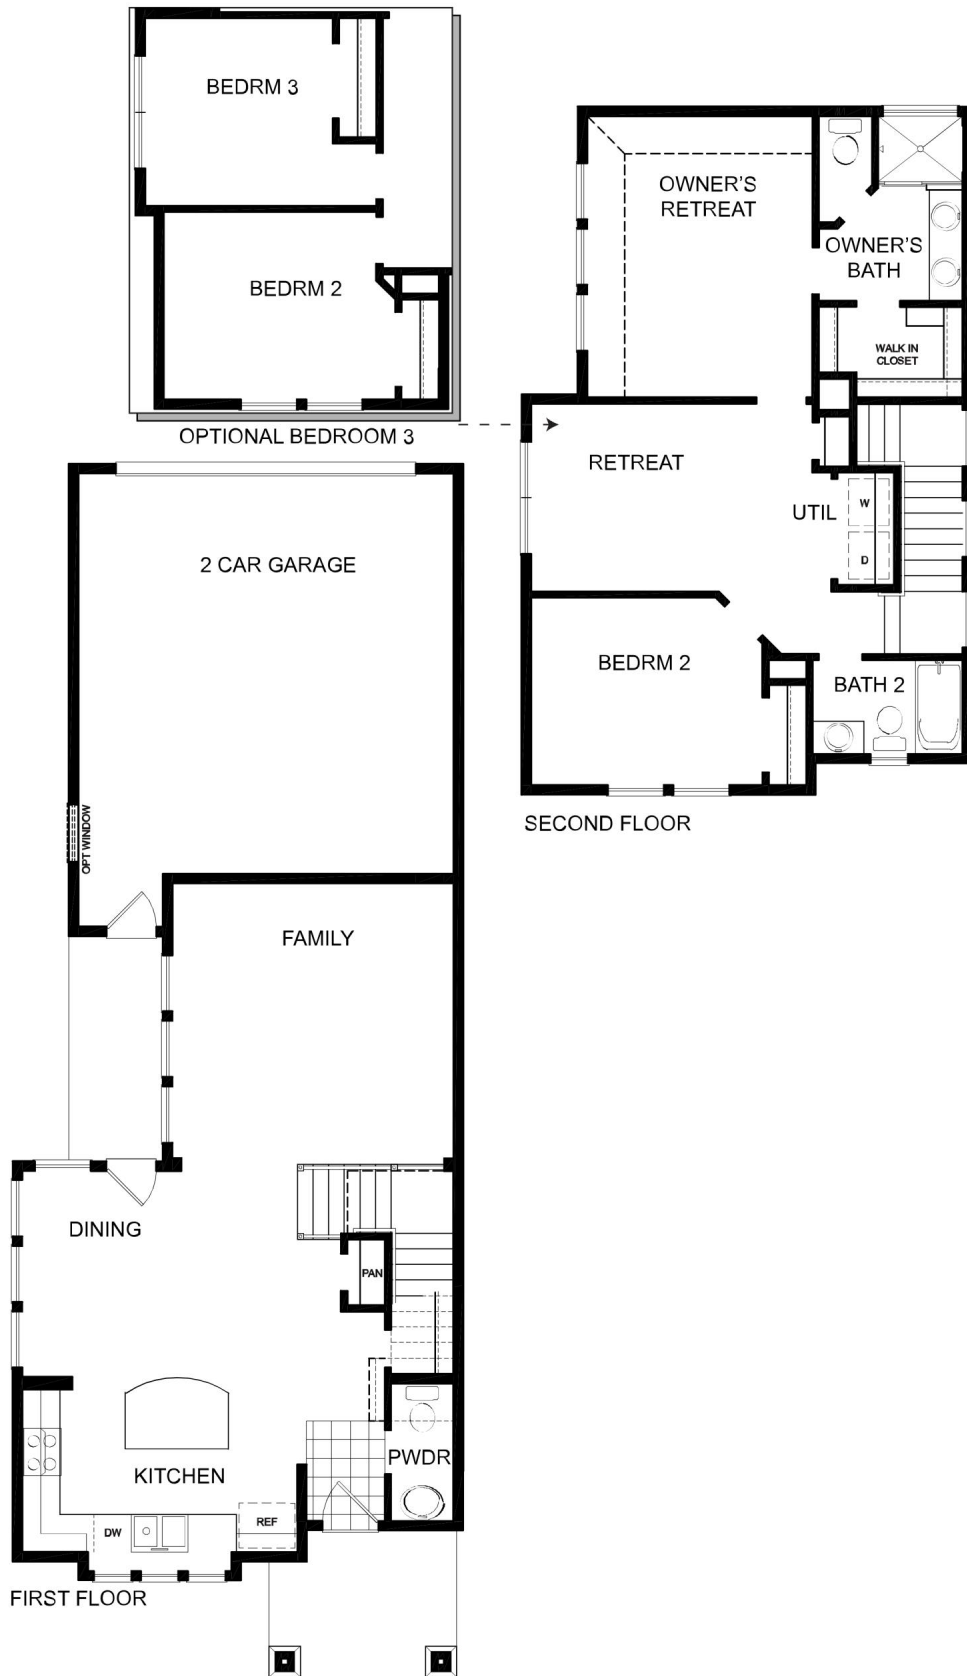 BEDRM 3
BEDRM 2
OPTIONAL BEDROOM 3
OWNER'S
RETREAT
OWNER'S
BATH
WALK IN
CLOSET
RETREAT
UTIL
W
D
BEDRM 2
BATH 2
SECOND FLOOR
2 CAR GARAGE
OPT WINDOW
FAMILY
DINING
PAN
KITCHEN
PWDR
DW
REF
FIRST FLOOR